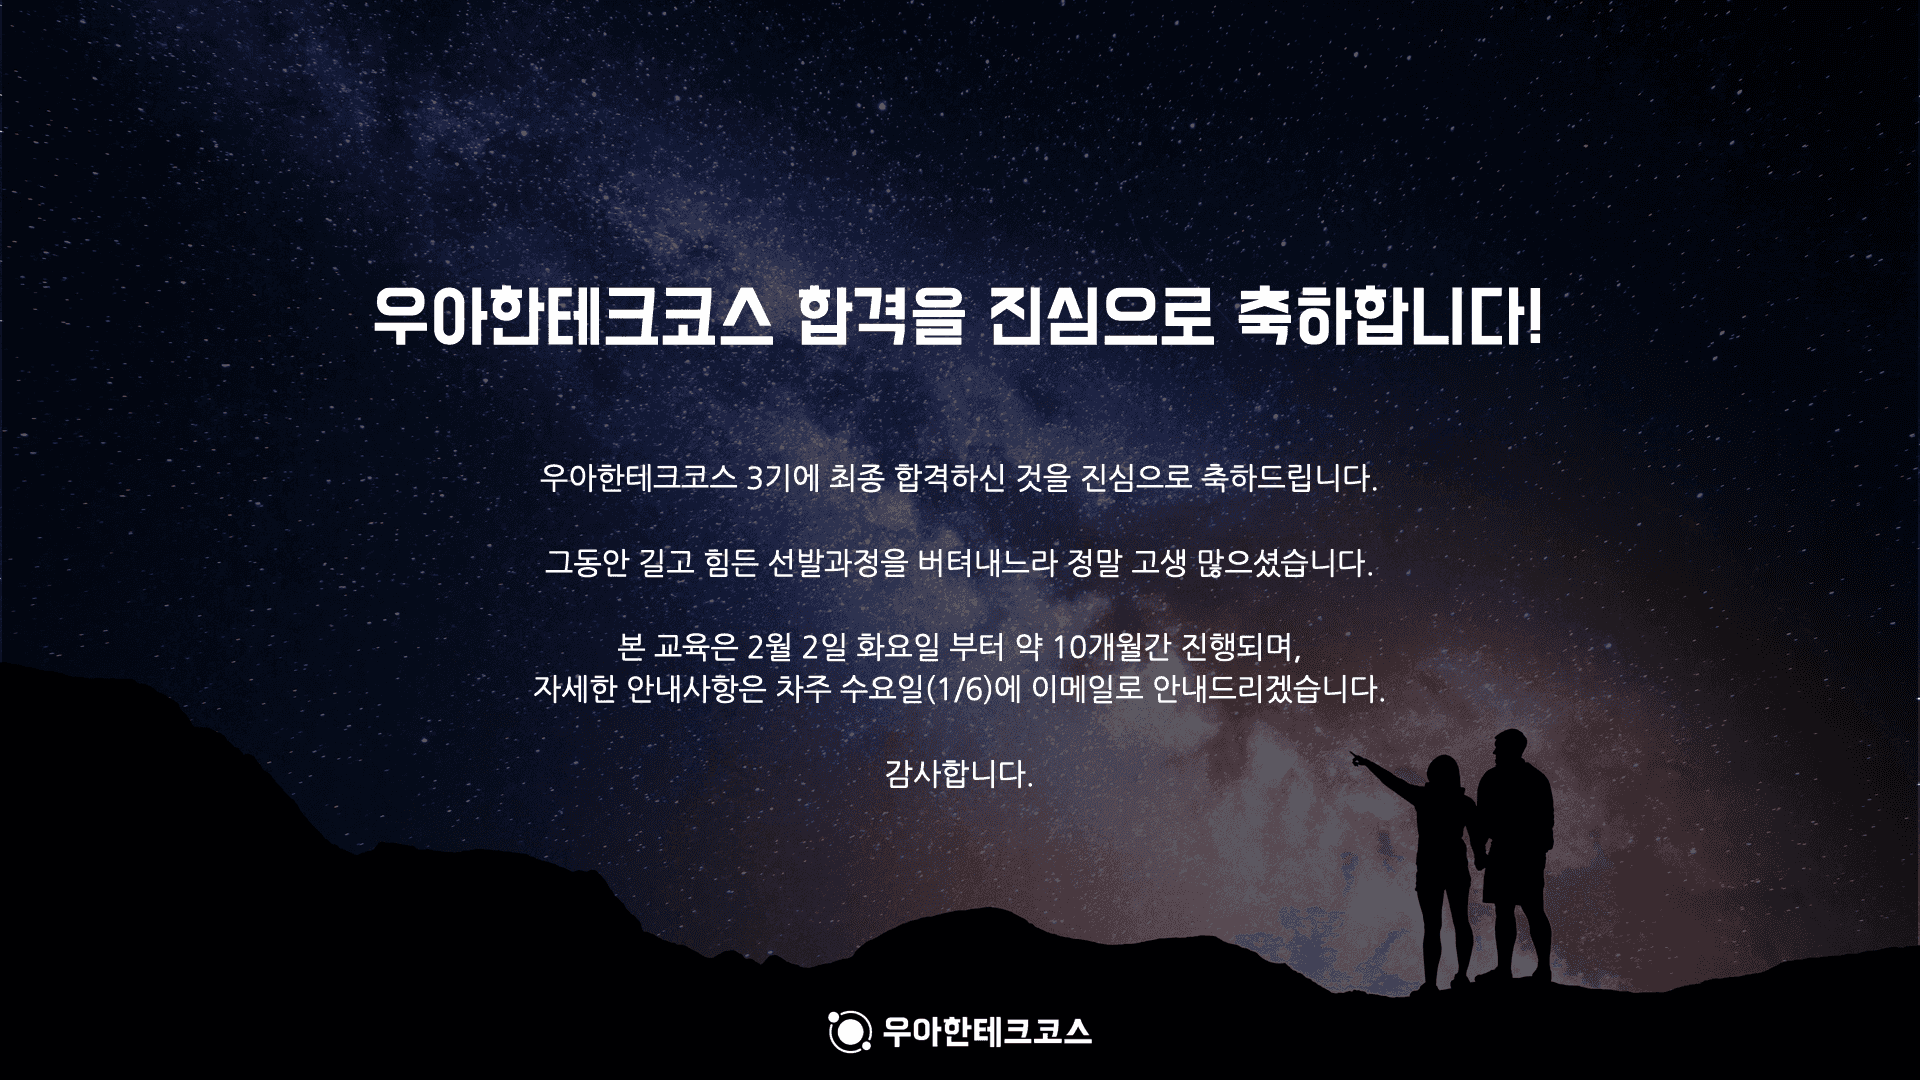 우아한테크코스 합격을 진심으로 축하합니다!
우아한테크코스 3기에 최종 합격하신 것을 진심으로 축하드립니다.
그동안 길고 힘든 선발과정을 버텨내느라 정말 고생 많으셨습니다.
본 교육은 2월 2일 화요일 부터 약 10개월간 진행되며,
자세한 안내사항은 차주 수요일(1/6)에 이메일로 안내드리겠습니다.
감사합니다.
우아한테크코스